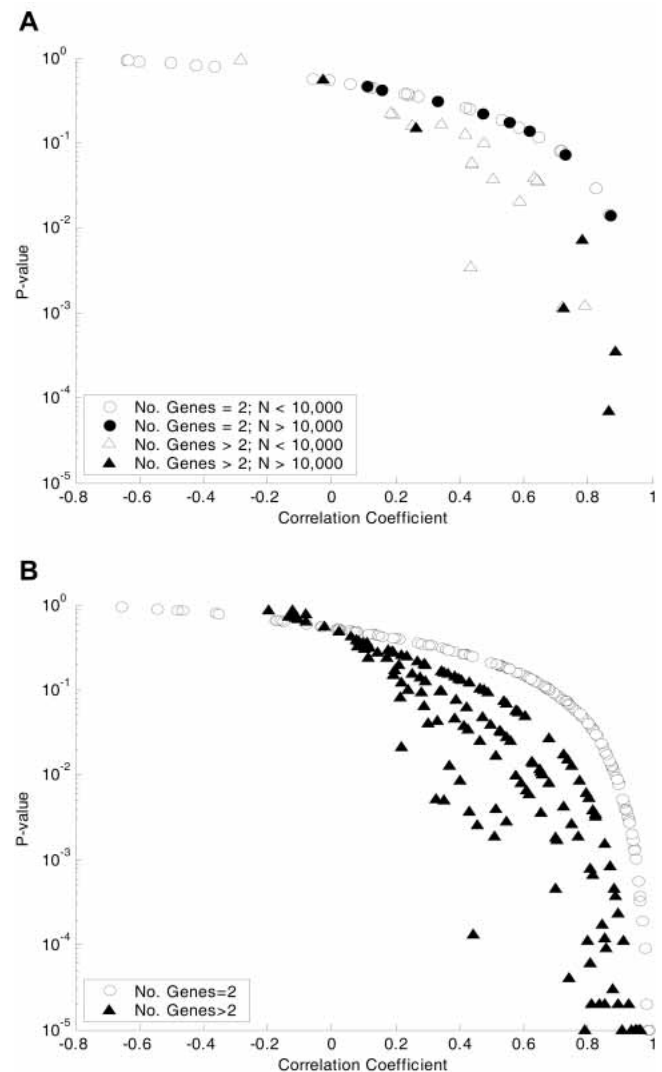 A
10^0
10^-1
10^-2
10^-3
10^-4
10^-5
P-value
No. Genes = 2; N < 10,000
No. Genes = 2; N > 10,000
No. Genes > 2; N < 10,000
No. Genes > 2; N > 10,000
-0.8 -0.6 -0.4 -0.2 0 0.2 0.4 0.6 0.8 1
Correlation Coefficient
B
10^0
10^-1
10^-2
10^-3
10^-4
10^-5
P-value
No. Genes=2
No. Genes>2
-0.8 -0.6 -0.4 -0.2 0 0.2 0.4 0.6 0.8 1
Correlation Coefficient